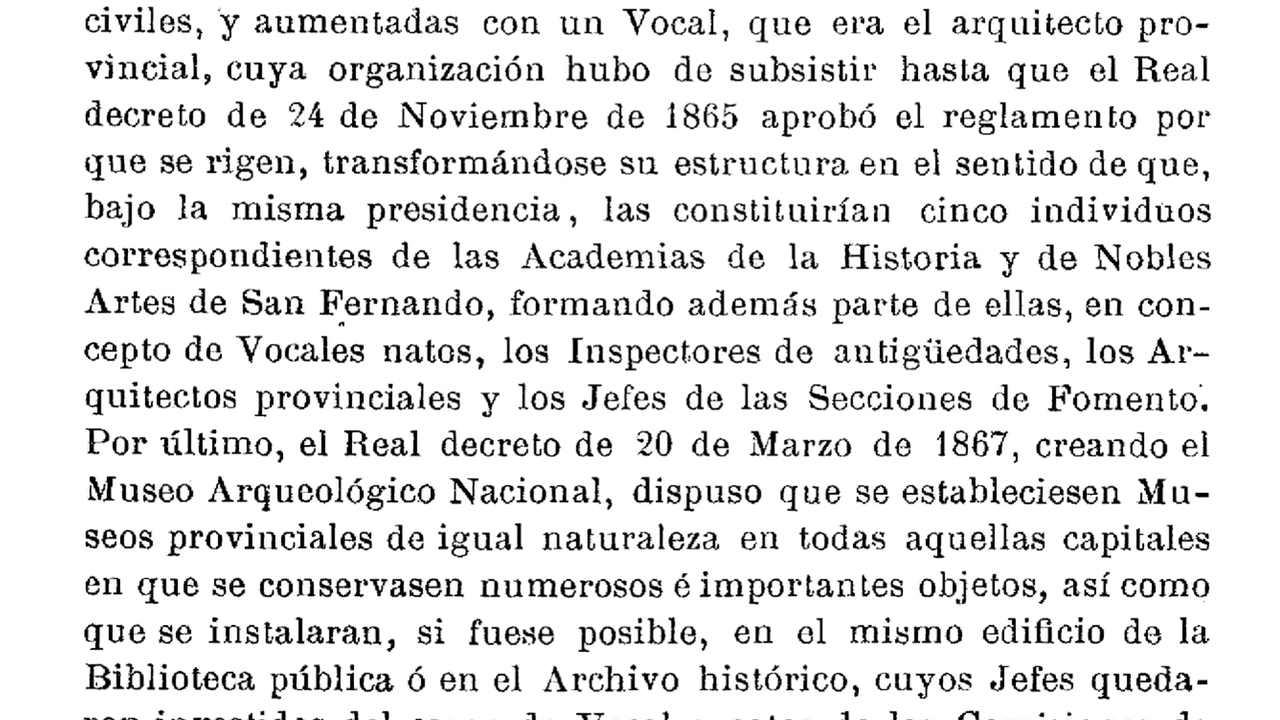 civiles, y aumentadas con un Vocal, que era el arquitecto pro-
vincial, cuya organización hubo de subsistir hasta que el Real
decreto de 24 de Noviembre de 1865 aprobó el reglamento por
que se rigen, transformándose su estructura en el sentido de que,
bajo la misma presidencia, las constituirían cinco individuos
correspondientes de las Academias de la Historia y de Nobles
Artes de San Fernando, formando además parte de ellas, en con-
cepto de Vocales natos, los Inspectores de antigüedades, los Ar-
quitectos provinciales y los Jefes de las Secciones de Fomento.
Por último, el Real decreto de 20 de Marzo de 1867, creando el
Museo Arqueológico Nacional, dispuso que se estableciesen Mu-
seos provinciales de igual naturaleza en todas aquellas capitales
en que se conservasen numerosos é importantes objetos, así como
que se instalaran, si fuese posible, en el mismo edificio de la
Biblioteca pública ó en el Archivo histórico, cuyos Jefes queda-